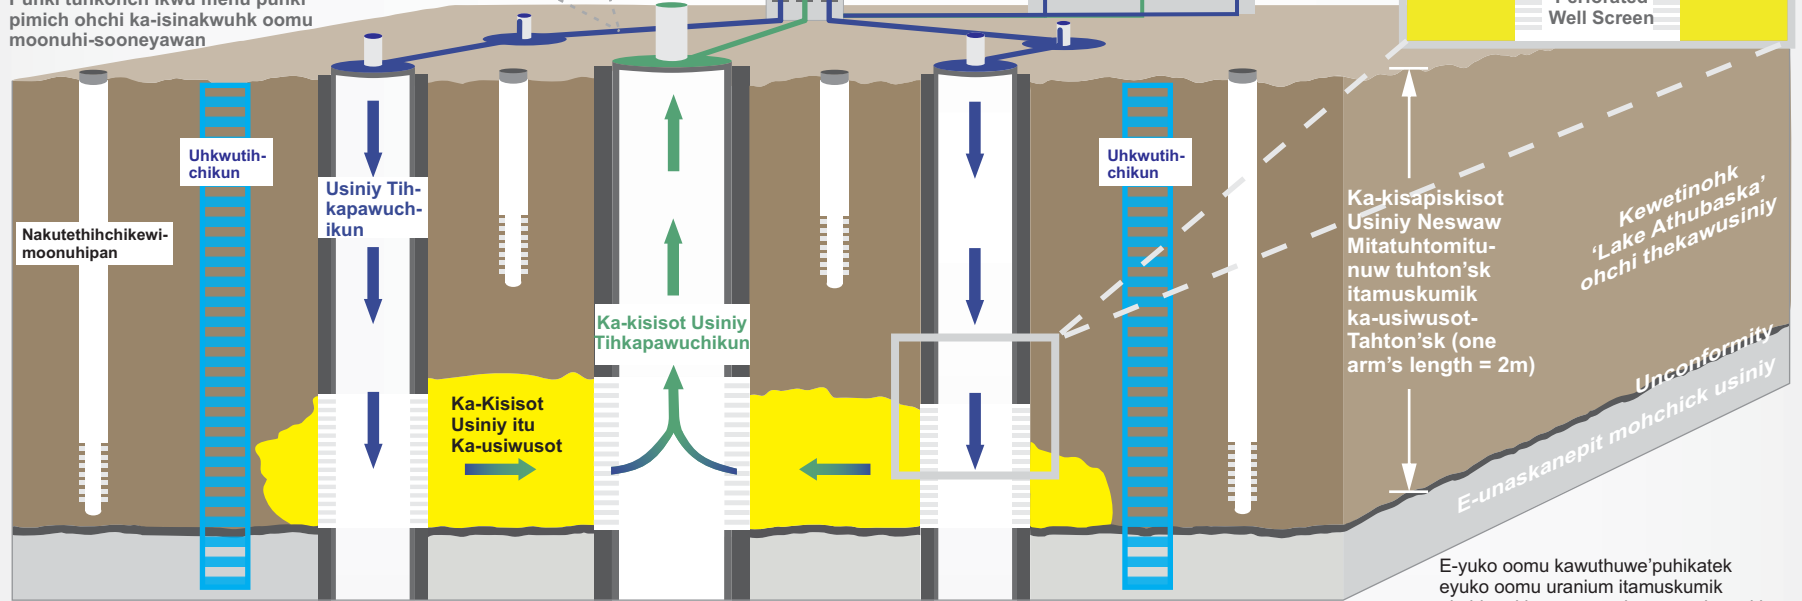 pimich ohchi ka-isinakwuhk oomu
moonuhi-sooneyawan
Well Screen
Uhkwutih-
chikun
Usiniy Tih-
kapawuch-
ikun
Nakutethihchikewi-
moonuhipan
Ka-kisisot Usiniy
Tihkapawuchikun
Ka-Kisisot
Usiniy itu
Ka-usiwusot
Uhkwutih-
chikun
Ka-kisapiskisot
Usiniy Neswaw
Mitatuhtomitu-
nuw tuhton'sk
itamuskumik
ka-usiwusot-
Tahton'sk (one
arm's length = 2m)
Kewetinohk
‘Lake Athubaska’
ohchi thekawusiniy
Unconformity
E-unaskanepit mohchick usiniy
E-yuko oomu kawuthuwe’puhikatek
eyuko oomu uranium itamuskumik